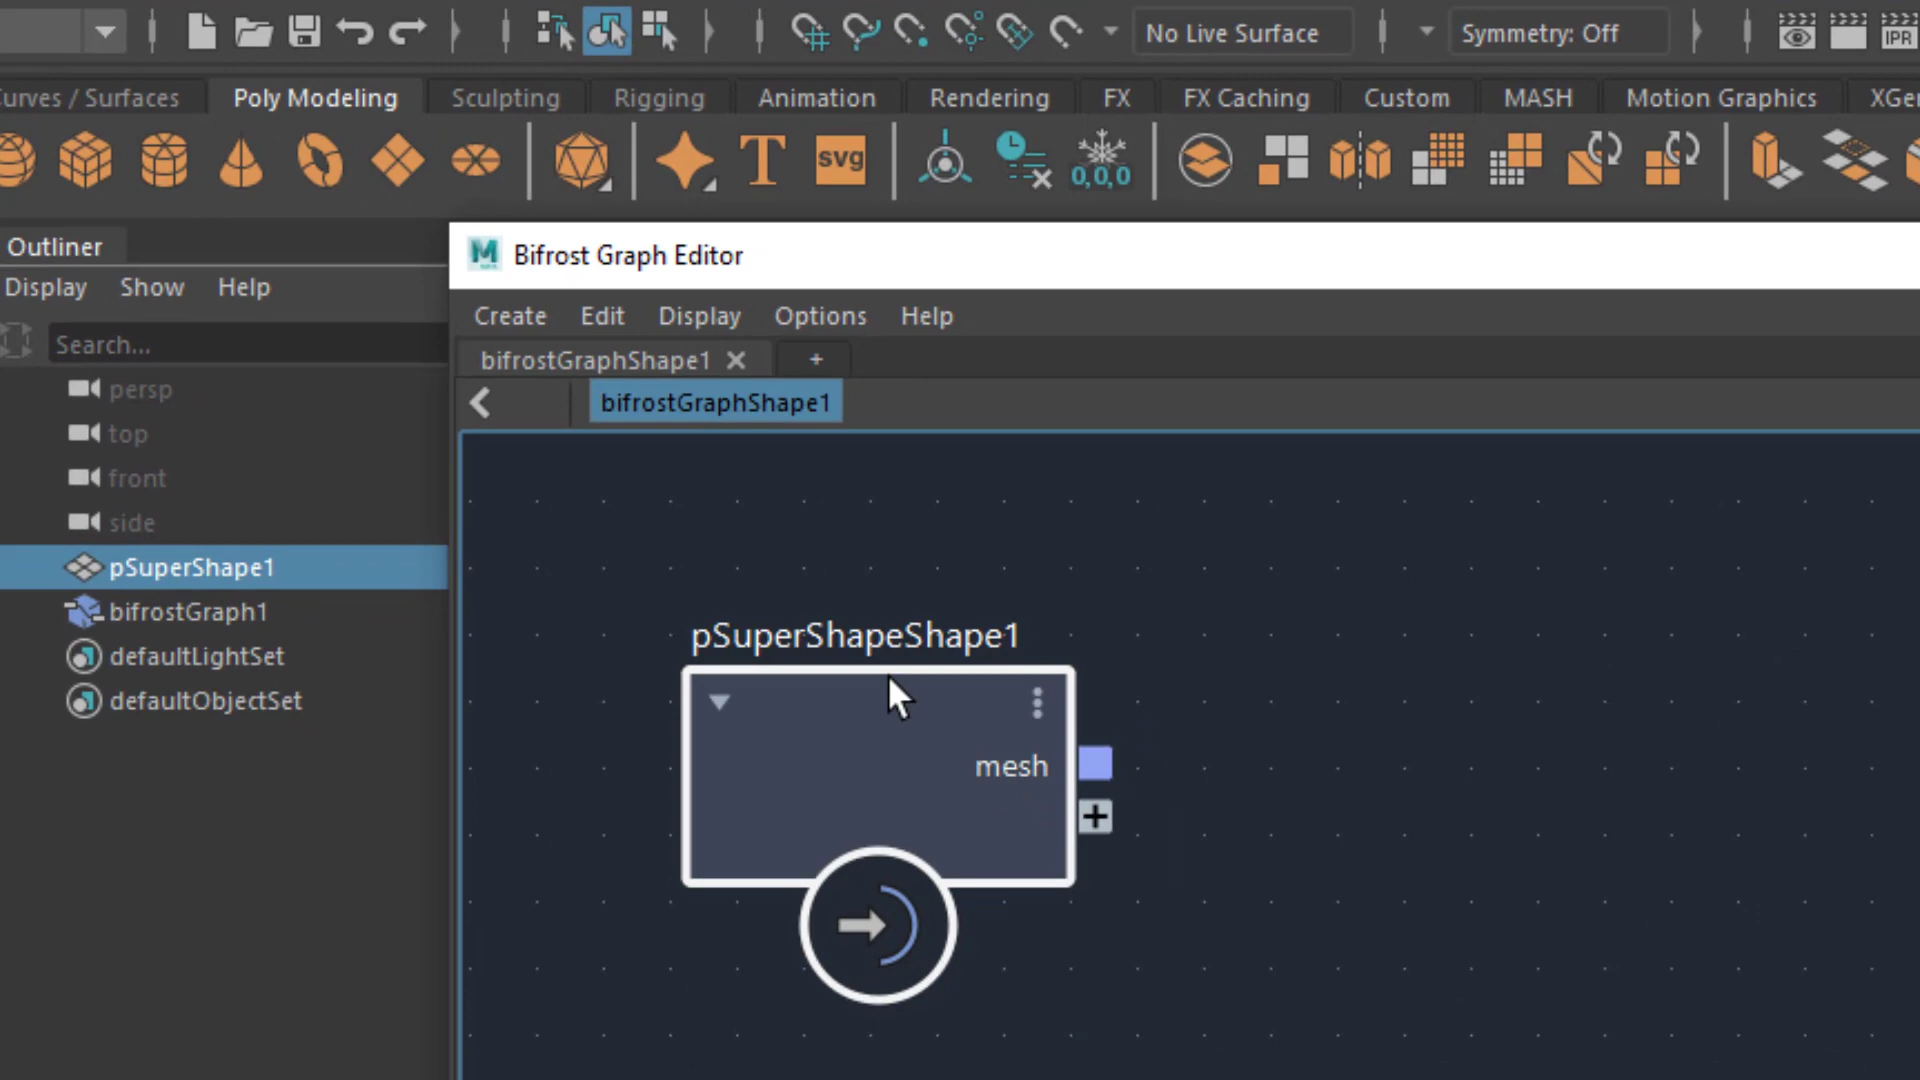 No Live Surface
Symmetry: Off
IPR
Curves / Surfaces
Poly Modeling
Sculpting
Rigging
Animation
Rendering
FX
FX Caching
Custom
MASH
Motion Graphics
XGen
T
SVG
0,0,0
Outliner
Display
Show
Help
Search...
persp
top
front
side
pSuperShape1
bifrostGraph1
defaultLightSet
defaultObjectSet
M
Bifrost Graph Editor
Create
Edit
Display
Options
Help
bifrostGraphShape1
+
bifrostGraphShape1
pSuperShapeShape1
mesh